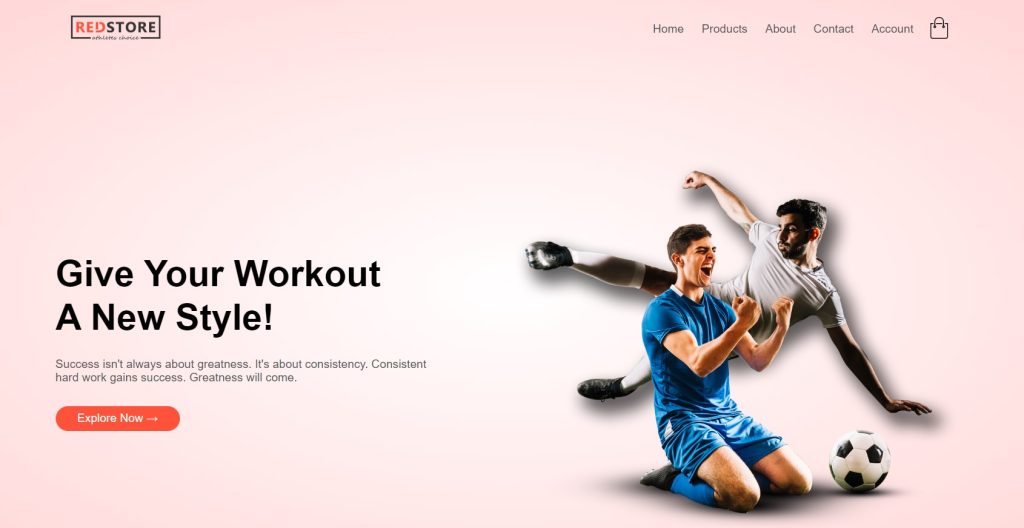 REDSTORE
athletes choice
Home Products About Contact Account
Give Your Workout
A New Style!
Success isn't always about greatness. It's about consistency. Consistent
hard work gains success. Greatness will come.
Explore Now →